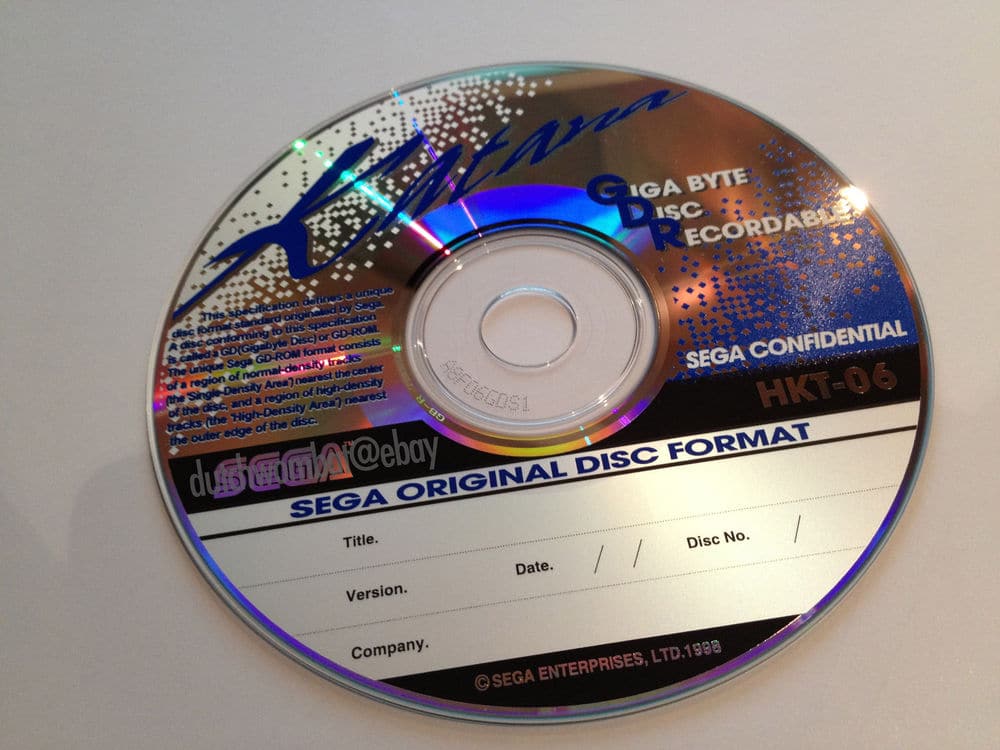 Katana
GIGA BYTE
DISC
RECORDABLE
This specification defines a unique
disc format standard originated by Sega.
A disc conforming to this specification
is called a GD(Gigabyte Disc) or GD-ROM.
The unique Sega GD-ROM format consists
of a region of normal-density tracks
(the 'Single-Density Area') nearest the center
of the disc, and a region of high-density
tracks (the 'High-Density Area') nearest
the outer edge of the disc.
SEGA CONFIDENTIAL
HKT-06
A8F06GDS1
GD-R
SEGA™
@ebay
SEGA ORIGINAL DISC FORMAT
Title.
Version. Date. / / Disc No. /
Company.
© SEGA ENTERPRISES, LTD.1998